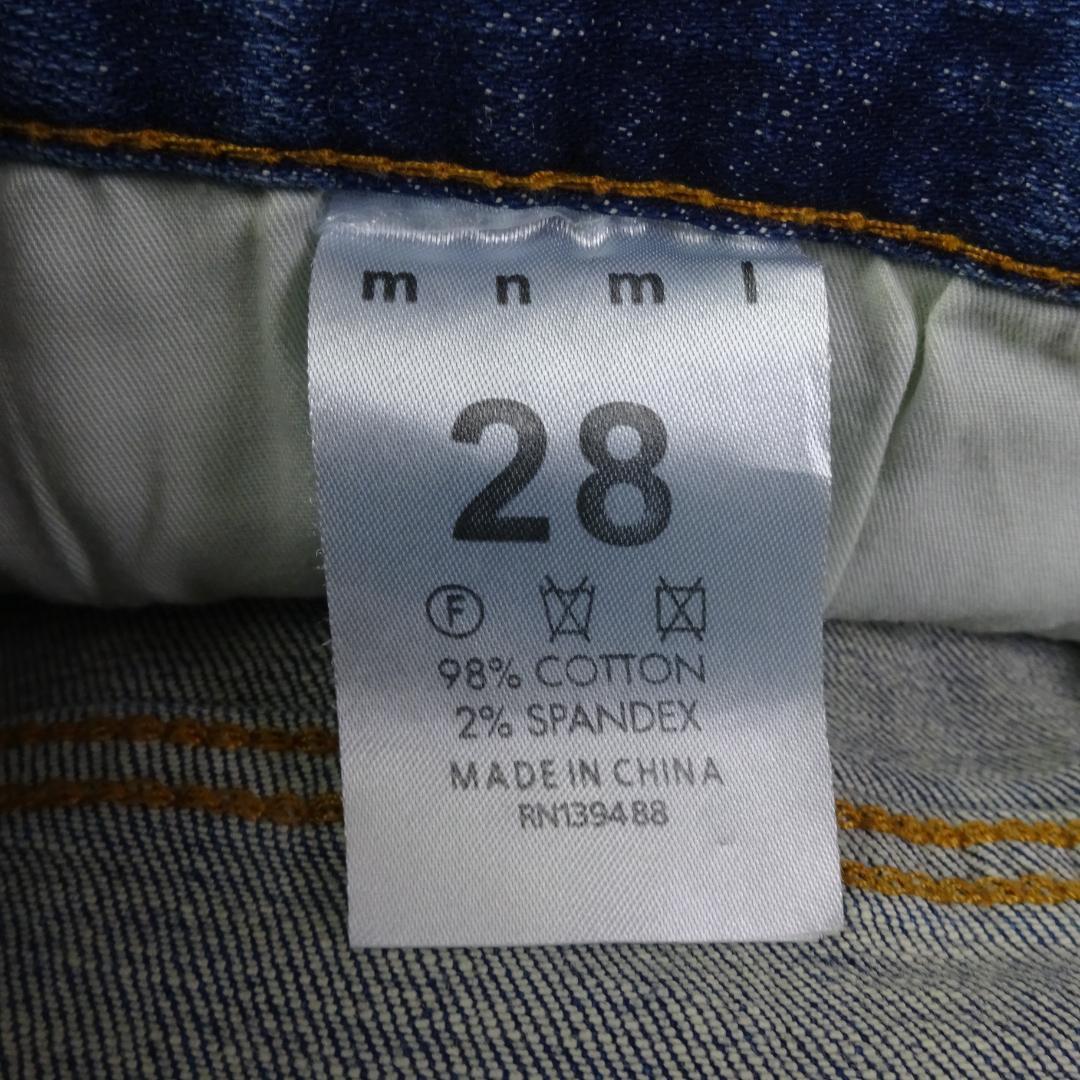 m n m l
28
F
98% COTTON
2% SPANDEX
MADE IN CHINA
RN139488